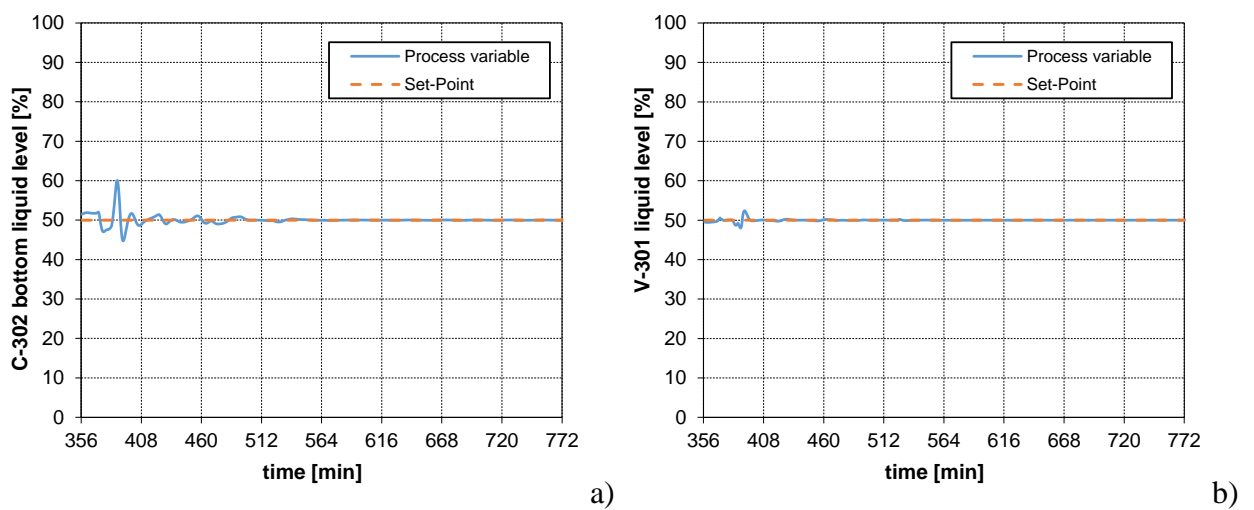 100
90
80
70
60
50
40
30
20
10
0
C-302 bottom liquid level [%]
Process variable
Set-Point
356 408 460 512 564 616 668 720 772
time [min]
a)
100
90
80
70
60
50
40
30
20
10
0
V-301 liquid level [%]
Process variable
Set-Point
356 408 460 512 564 616 668 720 772
time [min]
b)